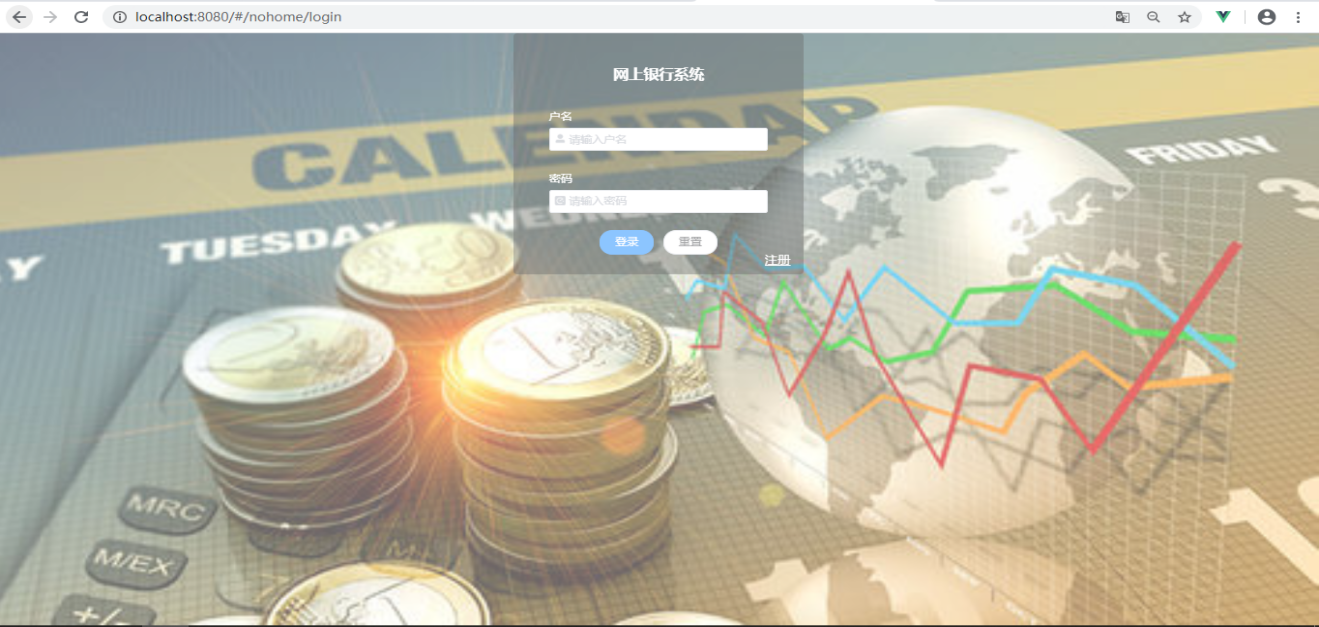 localhost:8080/#/nohome/login
网上银行系统
CALENDAR
FRIDAY
户名
请输入户名
密码
请输入密码
TUESDAY
登录
重置
注册
MRC
M/EX
+/-